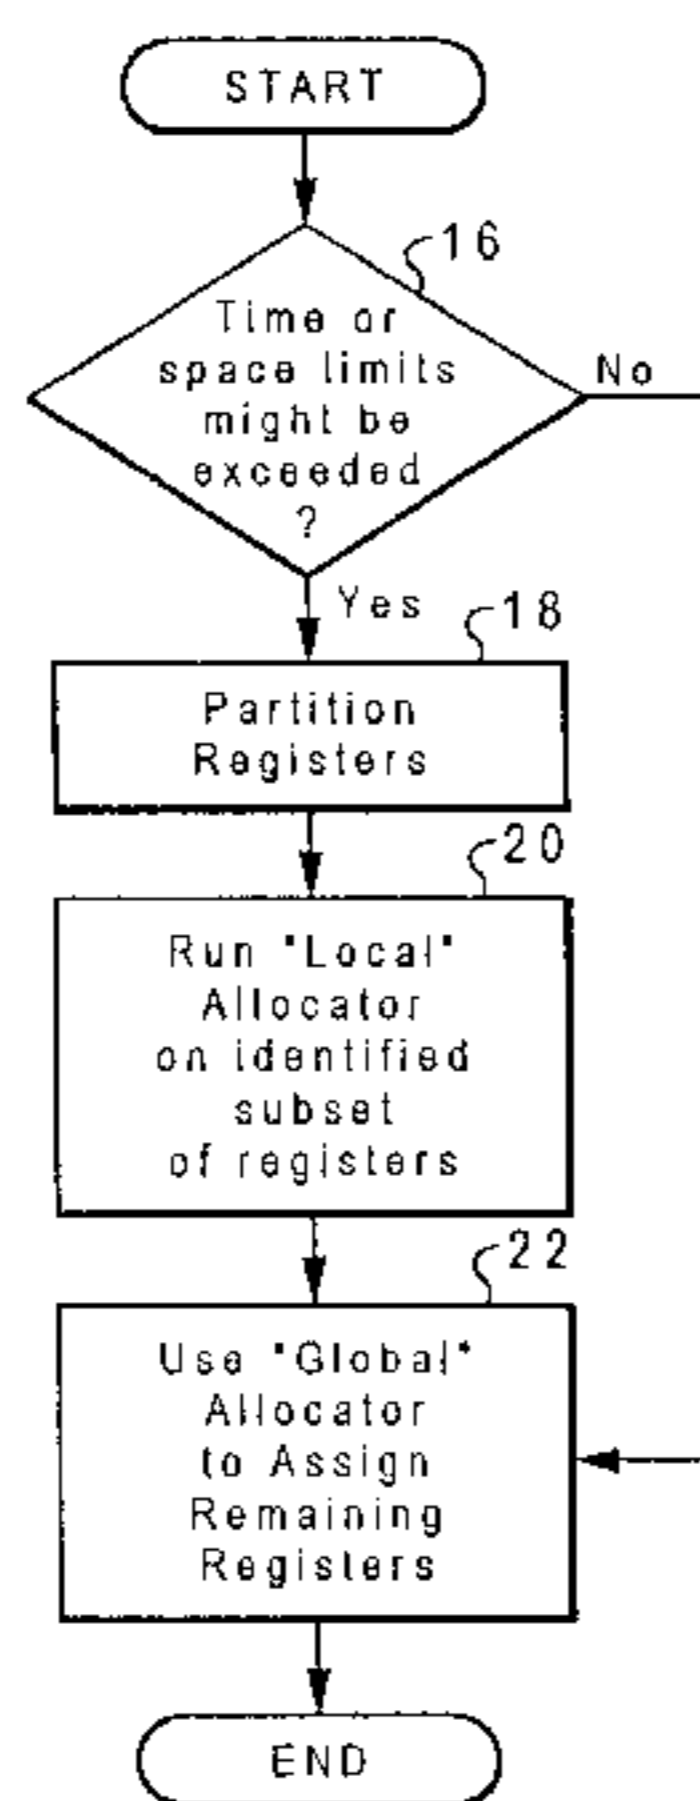 START
16
Time or
space limits
might be
exceeded
?
No
Yes
18
Partition
Registers
20
Run "Local"
Allocator
on identified
subset
of registers
22
Use "Global"
Allocator
to Assign
Remaining
Registers
END